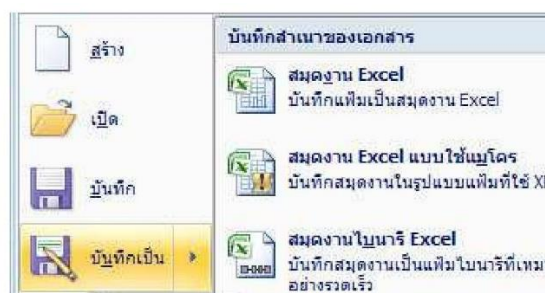 สร้าง
เปิด
บันทึก
บันทึกเป็น
บันทึกสำเนาของเอกสาร
สมุดงาน Excel
บันทึกแฟ้มเป็นสมุดงาน Excel
สมุดงาน Excel แบบใช้แมโคร
บันทึกสมุดงานในรูปแบบแฟ้มที่ใช้
สมุดงานไบนารี Excel
บันทึกสมุดงานเป็นแฟ้มไบนารีที่
อย่างรวดเร็ว